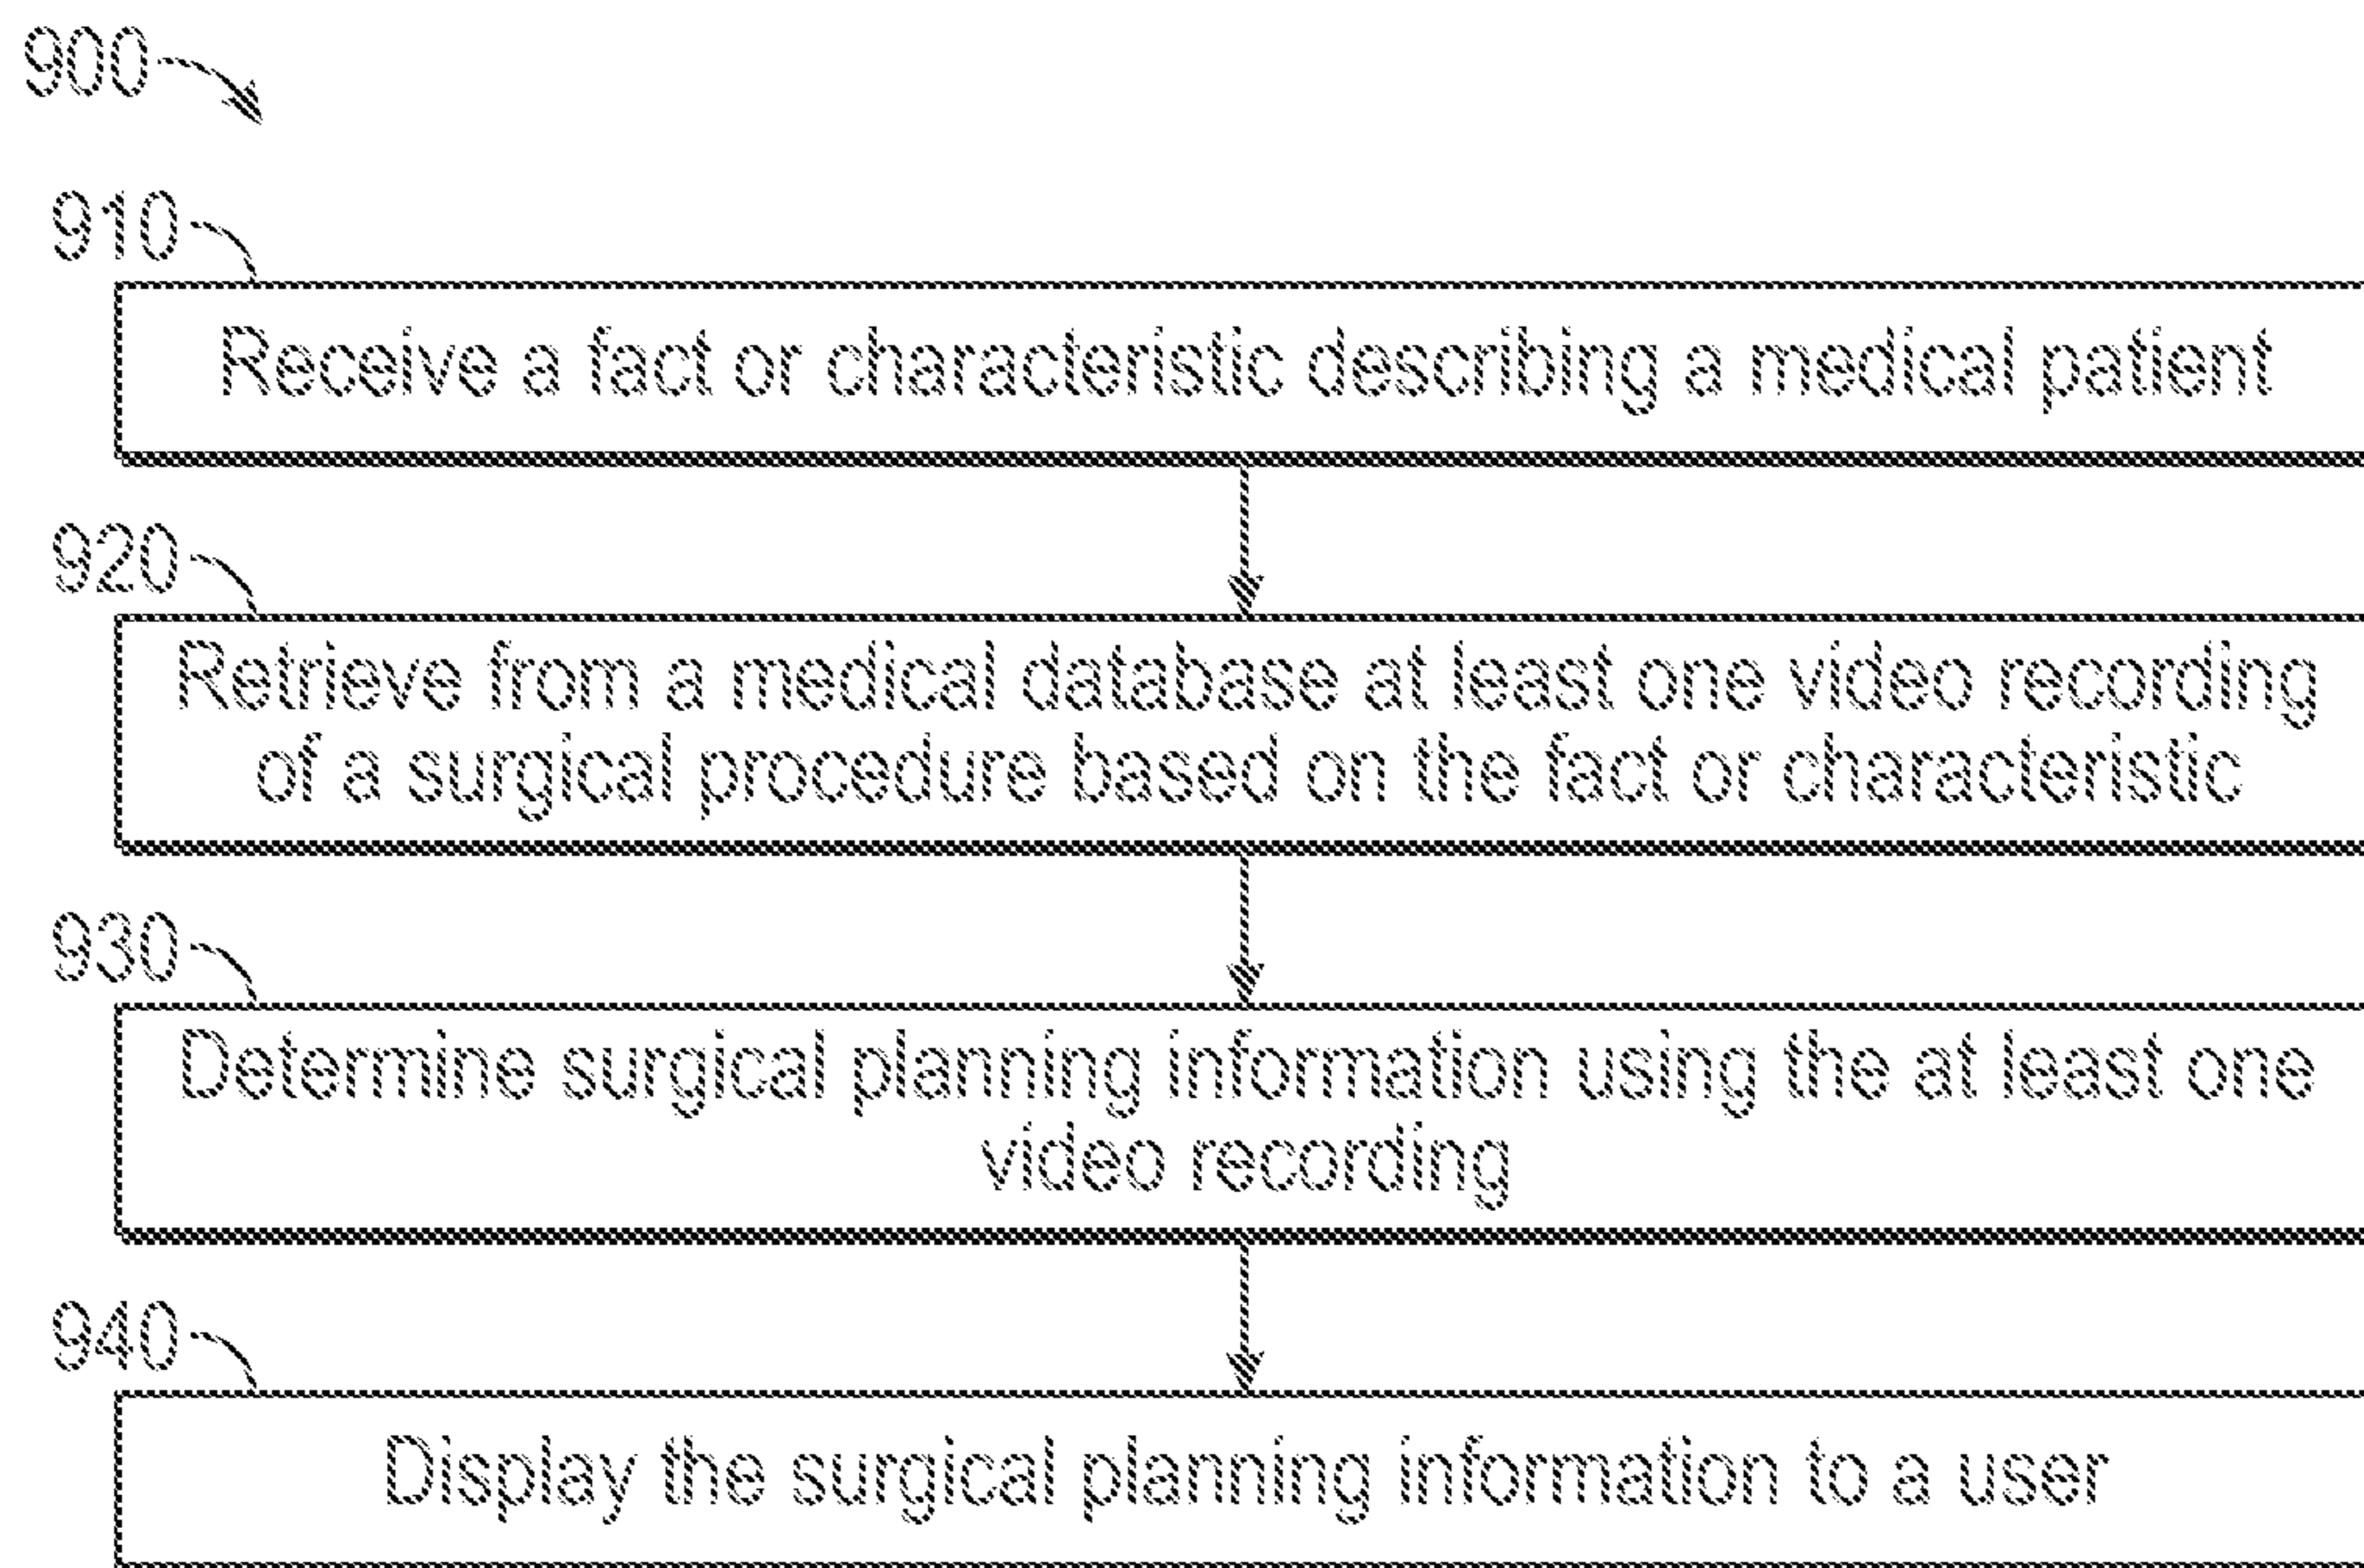 900
910
Receive a fact or characteristic describing a medical patient
920
Retrieve from a medical database at least one video recording
of a surgical procedure based on the fact or characteristic
930
Determine surgical planning information using the at least one
video recording
940
Display the surgical planning information to a user